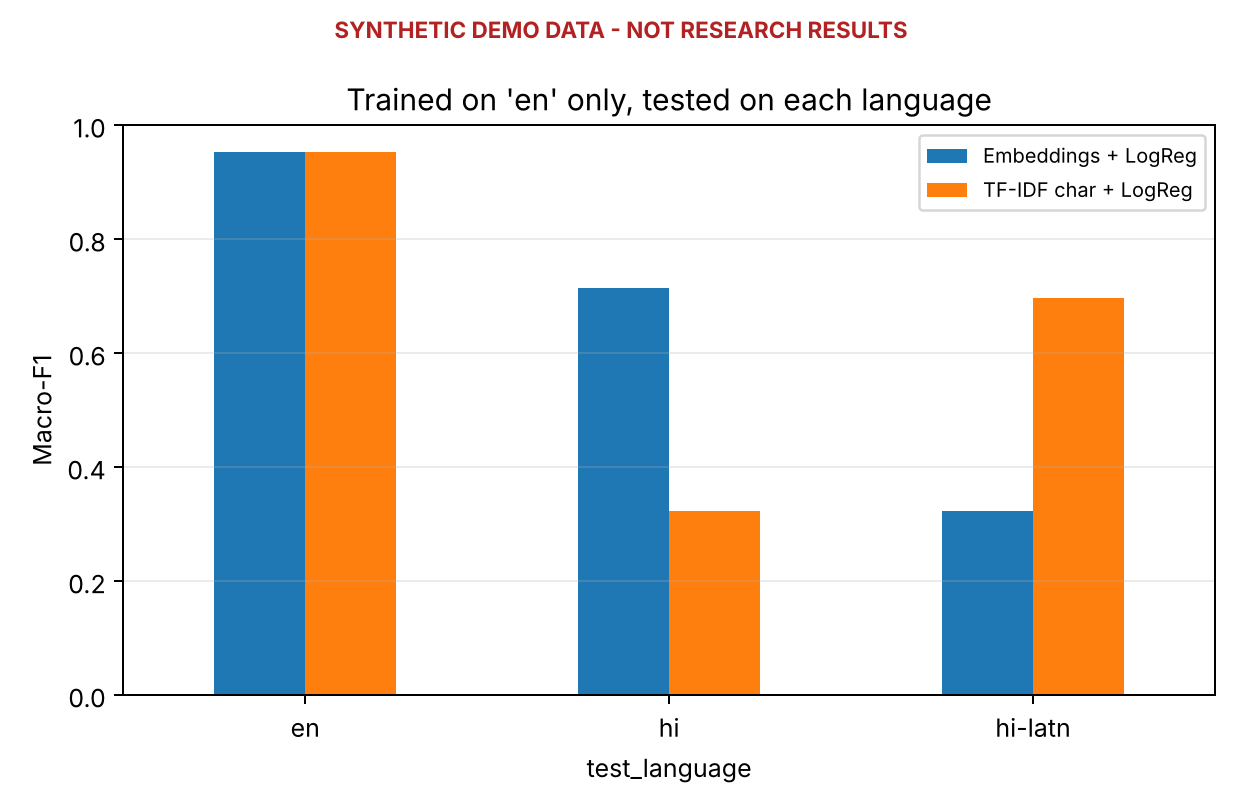 SYNTHETIC DEMO DATA - NOT RESEARCH RESULTS
Trained on 'en' only, tested on each language
Embeddings + LogReg
TF-IDF char + LogReg
Macro-F1
1.0
0.8
0.6
0.4
0.2
0.0
en hi hi-latn
test_language